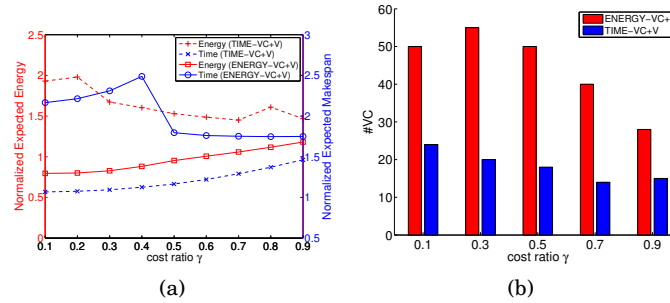 Normalized Expected Energy
2.5
2
1.5
1
0.5
0
Energy (TIME−VC+V)
Time (TIME−VC+V)
Energy (ENERGY−VC+V)
Time (ENERGY−VC+V)
3
2.5
2
1.5
1
0.5
Normalized Expected Makespan
0.1 0.2 0.3 0.4 0.5 0.6 0.7 0.8 0.9
cost ratio γ
(a)
#VC
60
50
40
30
20
10
0
ENERGY−VC+
TIME−VC+V
0.1 0.3 0.5 0.7 0.9
cost ratio γ
(b)